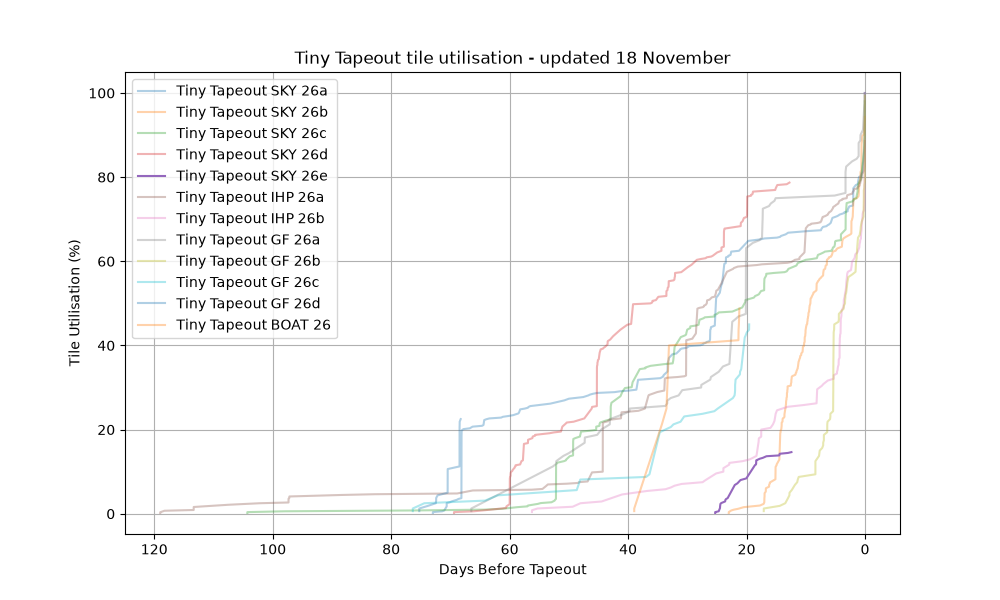 Tiny Tapeout tile utilisation - updated 18 November
Tile Utilisation (%)
100
80
60
40
20
0
Tiny Tapeout SKY 26a
Tiny Tapeout SKY 26b
Tiny Tapeout SKY 26c
Tiny Tapeout SKY 26d
Tiny Tapeout SKY 26e
Tiny Tapeout IHP 26a
Tiny Tapeout IHP 26b
Tiny Tapeout GF 26a
Tiny Tapeout GF 26b
Tiny Tapeout GF 26c
Tiny Tapeout GF 26d
Tiny Tapeout BOAT 26
120 100 80 60 40 20 0
Days Before Tapeout